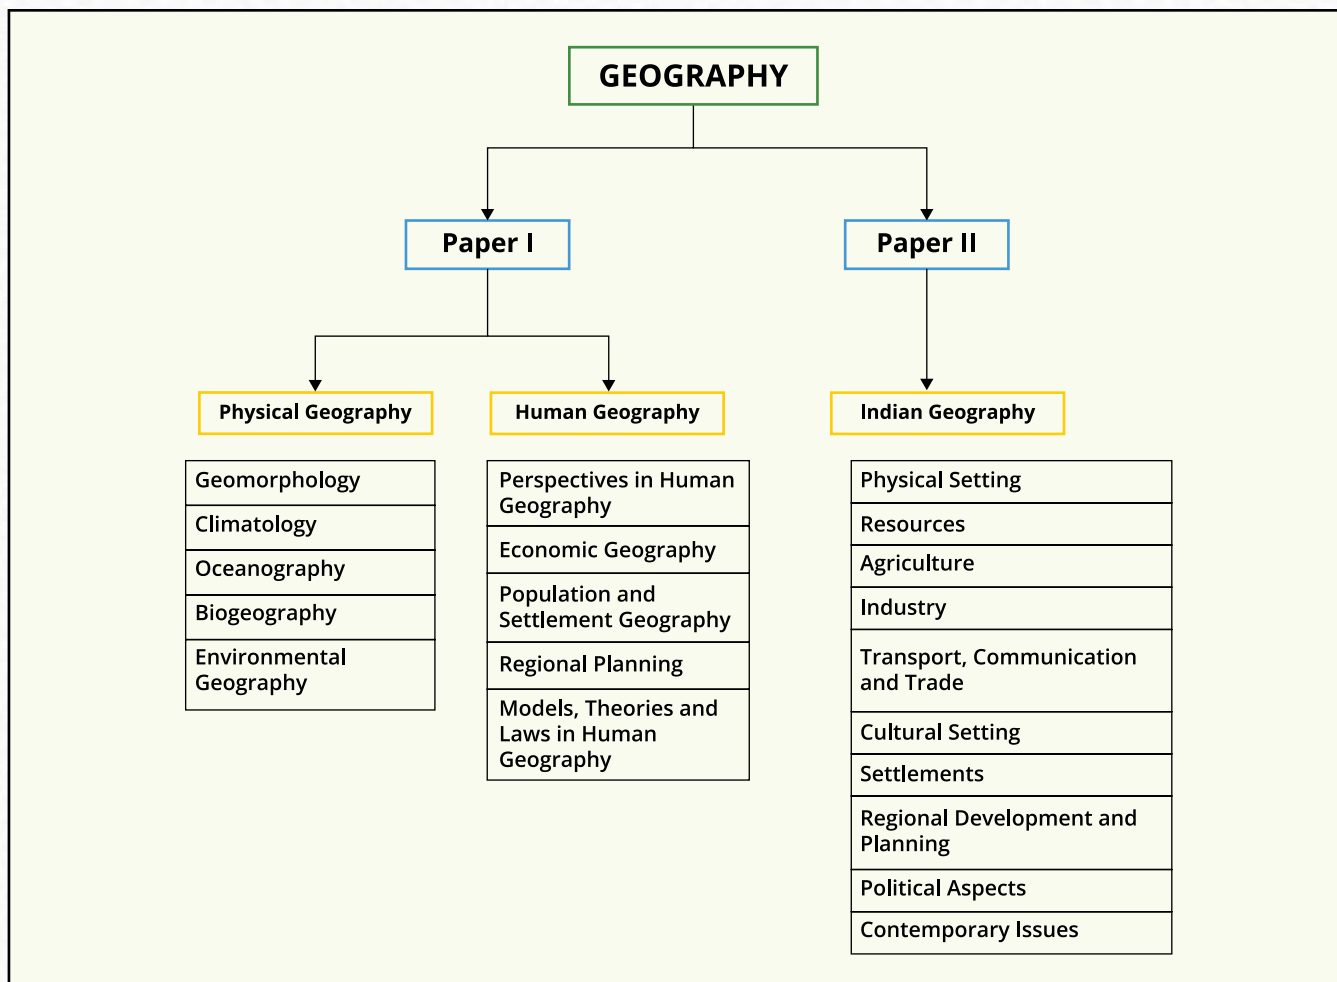 GEOGRAPHY
Paper I
Paper II
Physical Geography
Human Geography
Indian Geography
Geomorphology
Climatology
Oceanography
Biogeography
Environmental
Geography
Perspectives in Human
Geography
Economic Geography
Population and
Settlement Geography
Regional Planning
Models, Theories and
Laws in Human
Geography
Physical Setting
Resources
Agriculture
Industry
Transport, Communication
and Trade
Cultural Setting
Settlements
Regional Development and
Planning
Political Aspects
Contemporary Issues